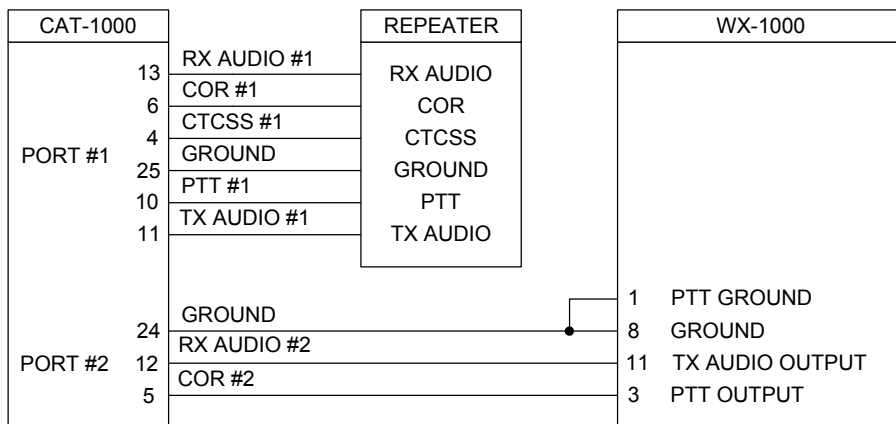 CAT-1000 REPEATER WX-1000
RX AUDIO #1
13 RX AUDIO
COR #1
6 COR
CTCSS #1
4 CTCSS
PORT #1 GROUND
25 GROUND
PTT #1
10 PTT
TX AUDIO #1
11 TX AUDIO
1 PTT GROUND
GROUND
24 8 GROUND
RX AUDIO #2
PORT #2 12 11 TX AUDIO OUTPUT
COR #2
5 3 PTT OUTPUT